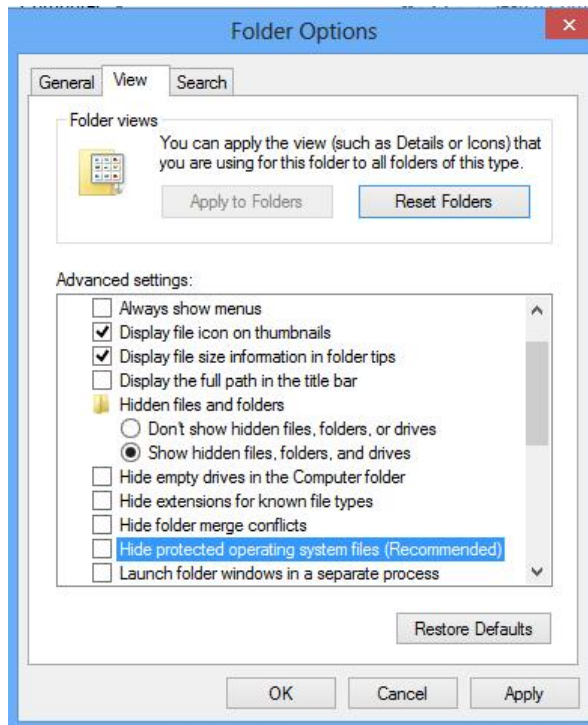 Folder Options
General
View
Search
Folder views
You can apply the view (such as Details or Icons) that
you are using for this folder to all folders of this type.
Apply to Folders
Reset Folders
Advanced settings:
Always show menus
Display file icon on thumbnails
Display file size information in folder tips
Display the full path in the title bar
Hidden files and folders
Don't show hidden files, folders, or drives
Show hidden files, folders, and drives
Hide empty drives in the Computer folder
Hide extensions for known file types
Hide folder merge conflicts
Hide protected operating system files (Recommended)
Launch folder windows in a separate process
Restore Defaults
OK
Cancel
Apply